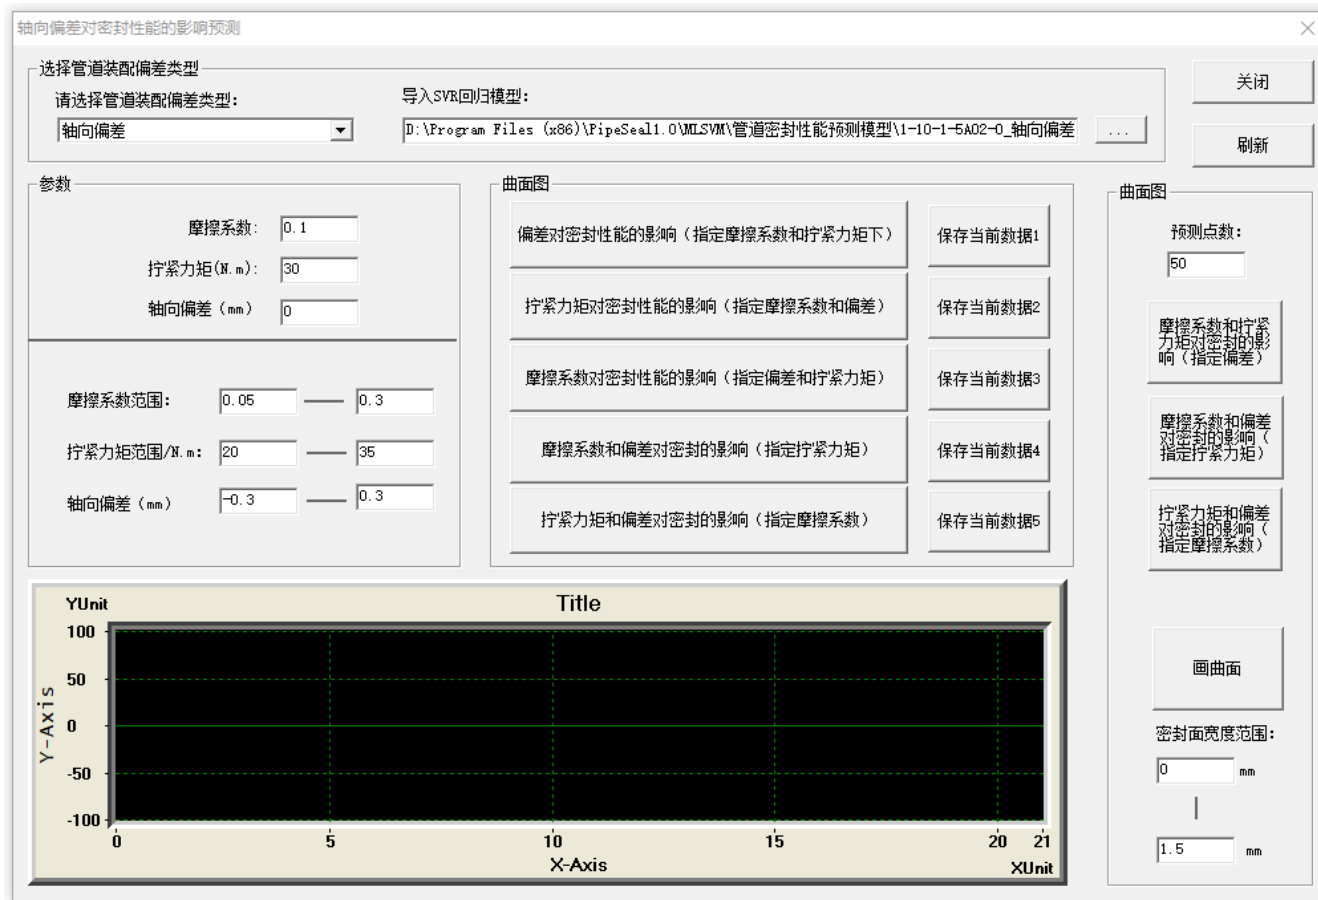 轴向偏差对密封性能的影响预测
选择管道装配偏差类型
请选择管道装配偏差类型:
导入SVR回归模型:
轴向偏差
D:\Program Files (x86)\PipeSeal1.0\MLSVM\管道密封性能预测模型\1-10-1-5A02-0_轴向偏差
...
关闭
刷新
参数
摩擦系数:
0.1
拧紧力矩(N.m):
30
轴向偏差(mm)
0
摩擦系数范围:
0.05
0.3
拧紧力矩范围/N.m:
20
35
轴向偏差(mm)
-0.3
0.3
曲面图
偏差对密封性能的影响(指定摩擦系数和拧紧力矩下)
保存当前数据1
拧紧力矩对密封性能的影响(指定摩擦系数和偏差)
保存当前数据2
摩擦系数对密封性能的影响(指定偏差和拧紧力矩)
保存当前数据3
摩擦系数和偏差对密封的影响(指定拧紧力矩)
保存当前数据4
拧紧力矩和偏差对密封的影响(指定摩擦系数)
保存当前数据5
曲面图
预测点数:
50
摩擦系数和拧紧
力矩对密封的影
响(指定偏差)
摩擦系数和偏差
对密封的影响(
指定拧紧力矩)
拧紧力矩和偏差
对密封的影响(
指定摩擦系数)
画曲面
密封面宽度范围:
0 mm
1.5 mm
YUnit
Title
100
50
0
-50
-100
Y-Axis
0
5
10
15
20
21
X-Axis
XUnit